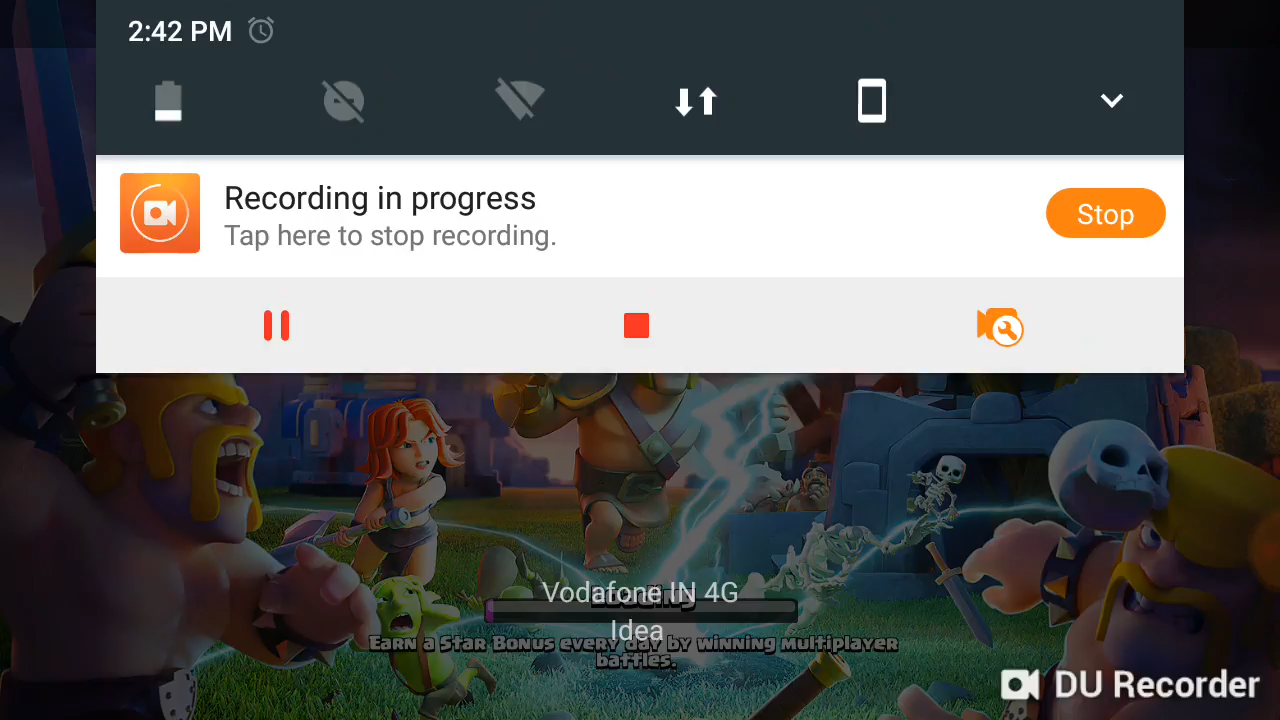 2:42 PM
Recording in progress
Tap here to stop recording.
Stop
Vodafone IN 4G
Loading
Idea
Earn a Star Bonus every day by winning multiplayer
battles.
DU Recorder